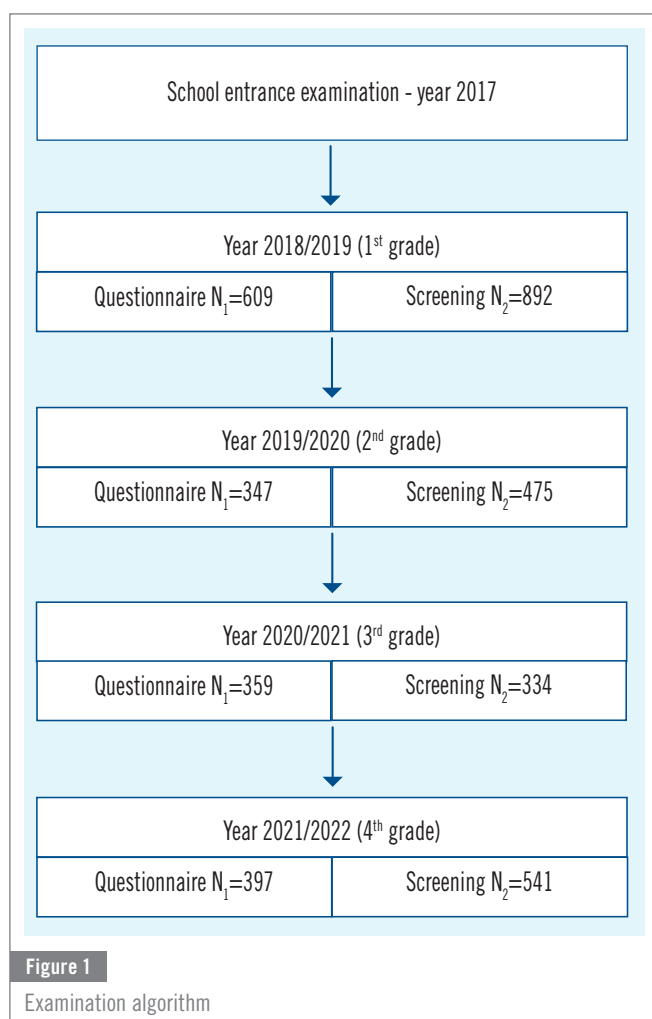 School entrance examination - year 2017
Year 2018/2019 (1st grade)
Questionnaire N1=609
Screening N2=892
Year 2019/2020 (2nd grade)
Questionnaire N1=347
Screening N2=475
Year 2020/2021 (3rd grade)
Questionnaire N1=359
Screening N2=334
Year 2021/2022 (4th grade)
Questionnaire N1=397
Screening N2=541
Figure 1
Examination algorithm